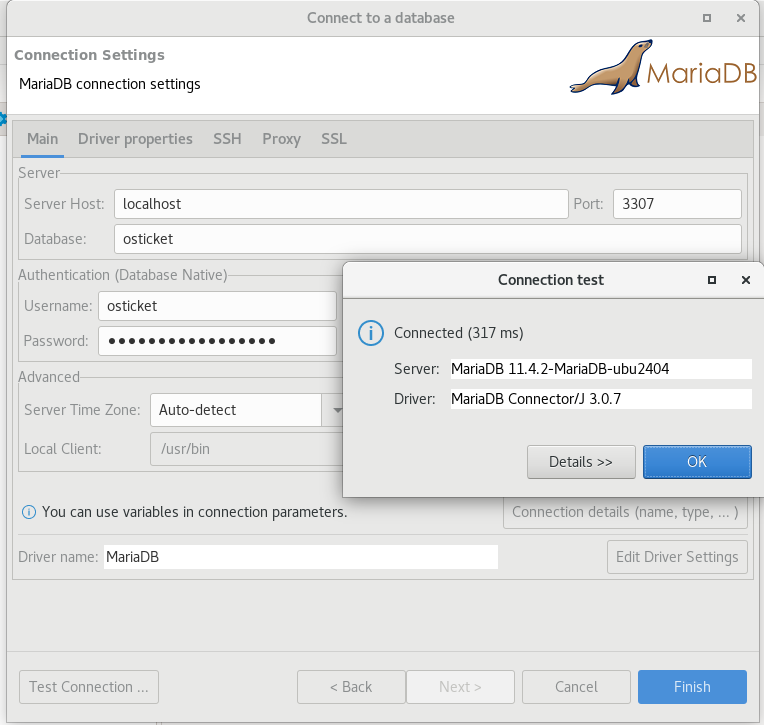 Connect to a database
Connection Settings
MariaDB connection settings
MariaDB
Main Driver properties SSH Proxy SSL
Server
Server Host: localhost Port: 3307
Database: osticket
Authentication (Database Native)
Username: osticket
Password: •••••••••••••••••
Advanced
Server Time Zone: Auto-detect
Local Client: /usr/bin
Connection test
Connected (317 ms)
Server: MariaDB 11.4.2-MariaDB-ubu2404
Driver: MariaDB Connector/J 3.0.7
Details >> OK
You can use variables in connection parameters. Connection details (name, type, ... )
Driver name: MariaDB Edit Driver Settings
Test Connection ... < Back Next > Cancel Finish